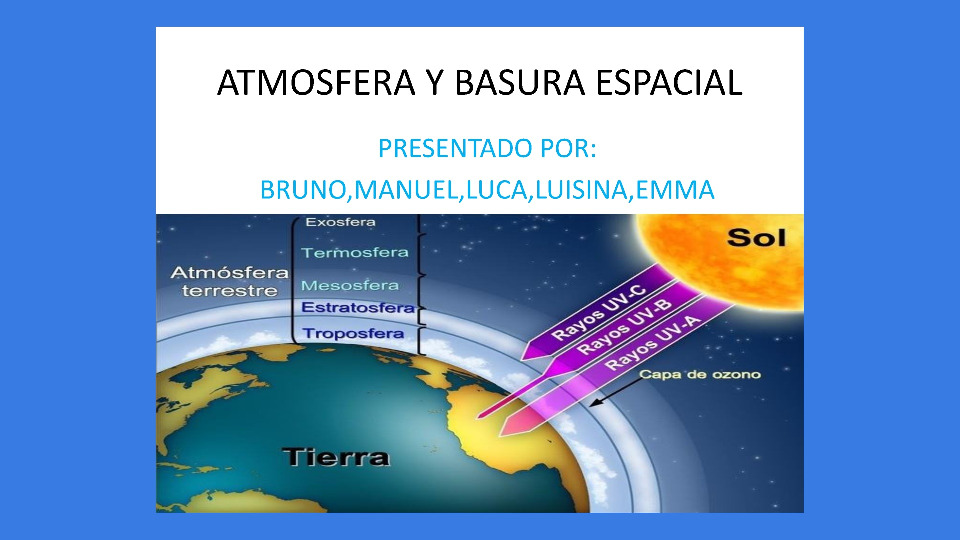 ATMOSFERA Y BASURA ESPACIAL
PRESENTADO POR:
BRUNO,MANUEL,LUCA,LUISINA,EMMA
Exosfera
Termosfera
Atmósfera
terrestre
Mesosfera
Estratosfera
Troposfera
Sol
Rayos UV-C
Rayos UV-B
Rayos UV-A
Capa de ozono
Tierra